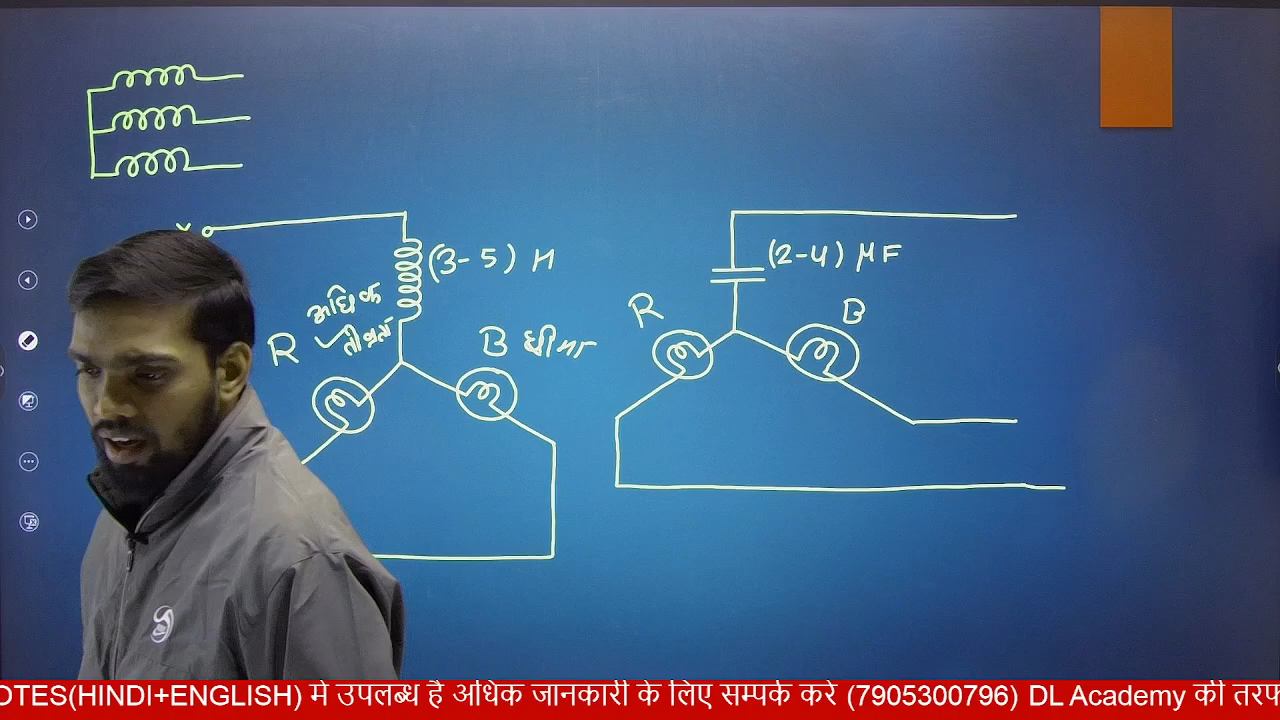 (3-5) H
(2-4) μF
अधिक
तीव्रता
R
B धीमा
R
B
OTES(HINDI+ENGLISH) में उपलब्ध है अधिक जानकारी के लिए सम्पर्क करें (7905300796) DL Academy की तरफ